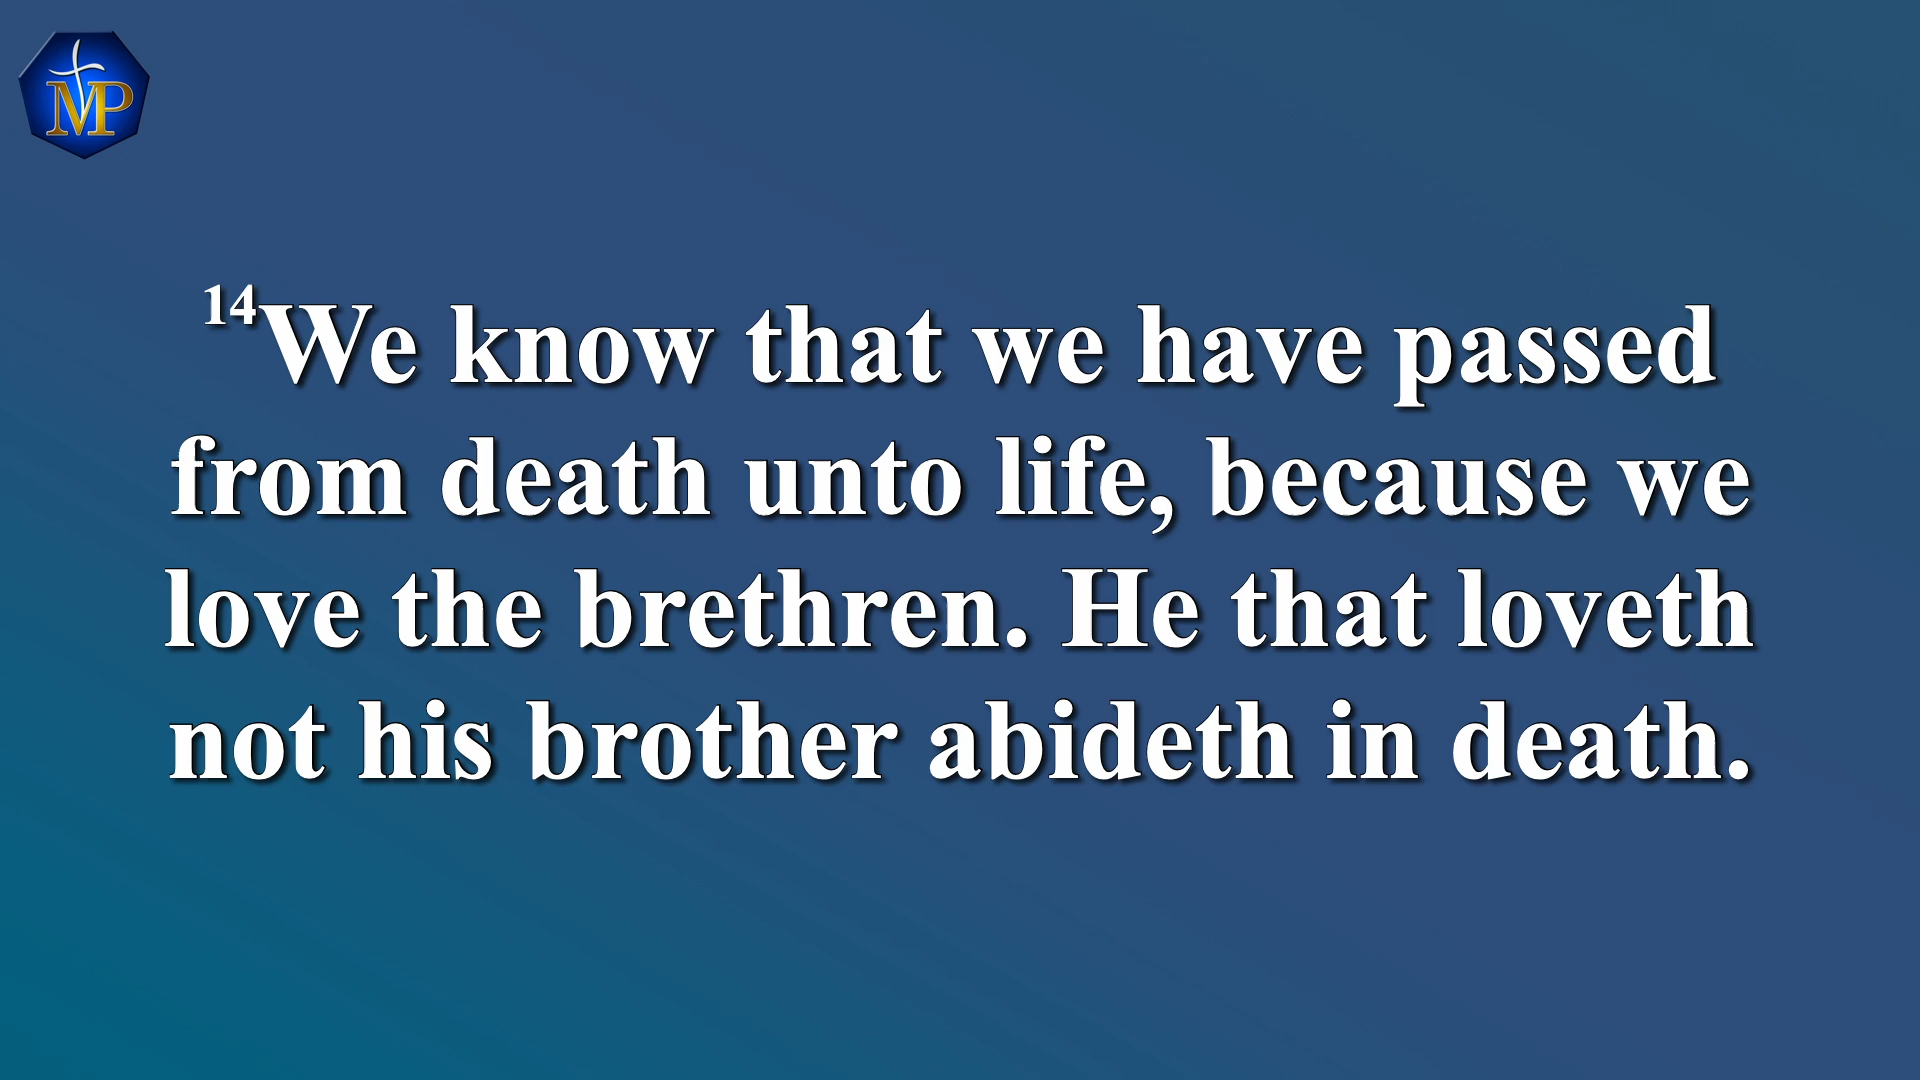 MP
14We know that we have passed
from death unto life, because we
love the brethren. He that loveth
not his brother abideth in death.